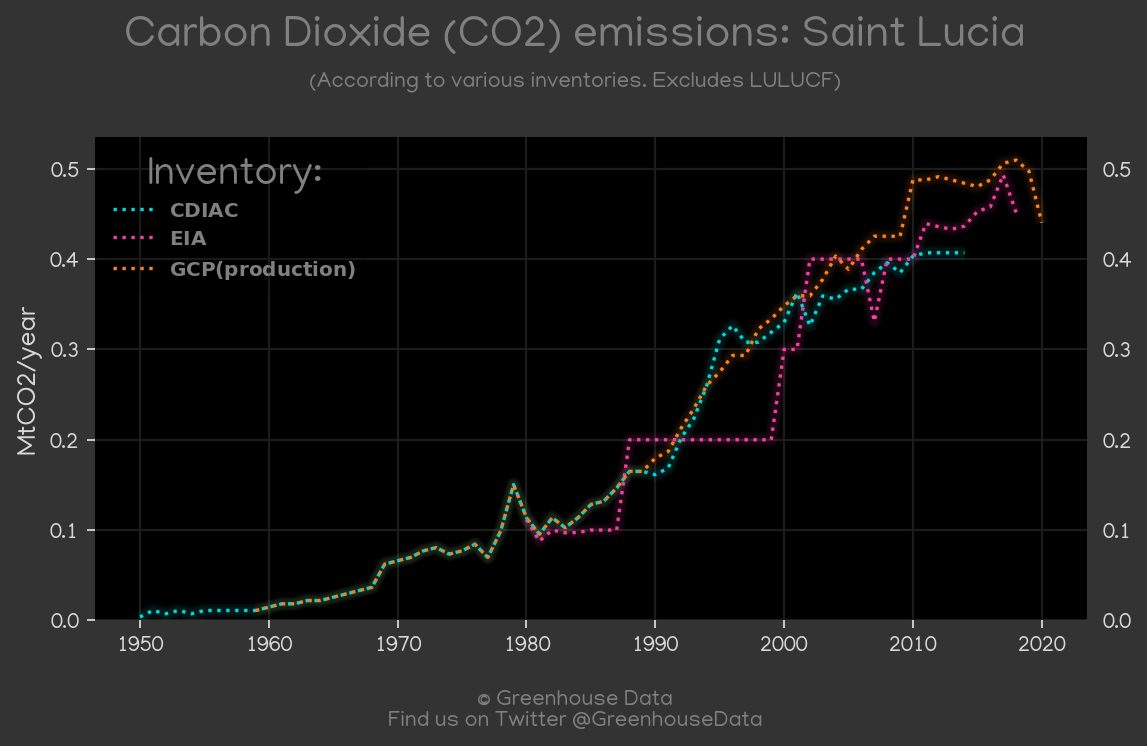 Carbon Dioxide (CO2) emissions: Saint Lucia
(According to various inventories. Excludes LULUCF)
Inventory:
CDIAC
EIA
GCP(production)
MtCO2/year
0.5 0.5
0.4 0.4
0.3 0.3
0.2 0.2
0.1 0.1
0.0 0.0
1950 1960 1970 1980 1990 2000 2010 2020
© Greenhouse Data
Find us on Twitter @GreenhouseData